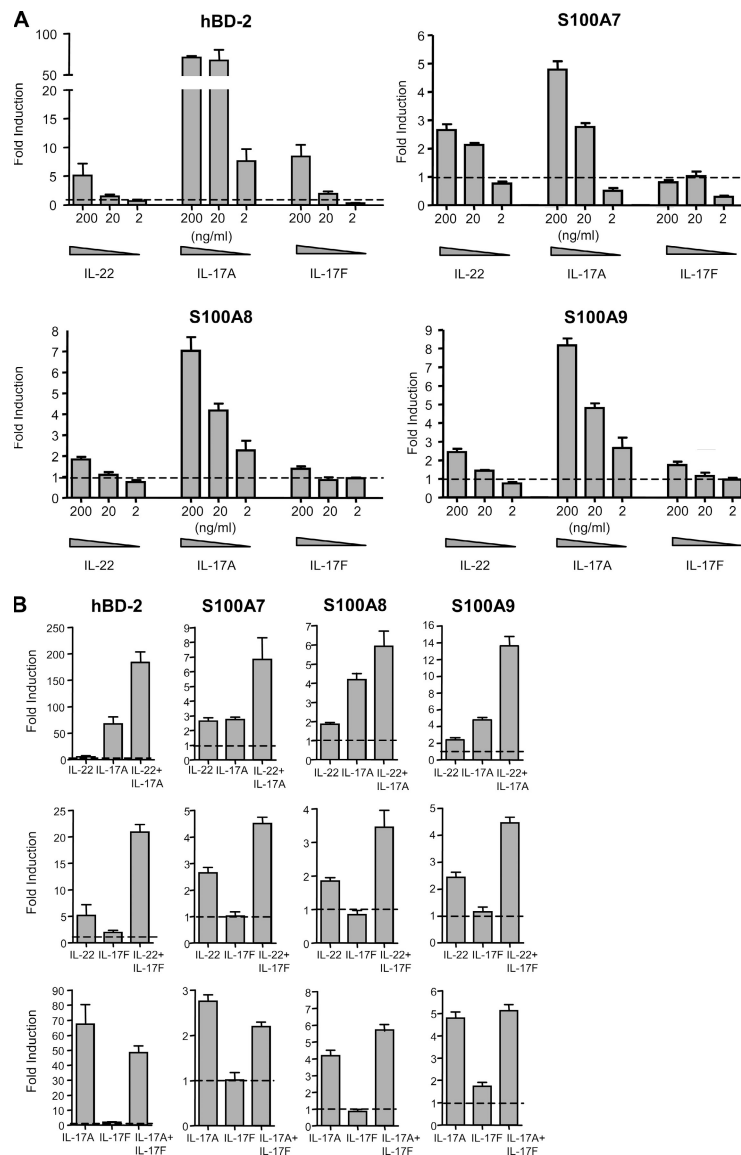 A
hBD-2
Fold Induction
100
50
20
15
10
5
0
200 20 2 200 20 2 200 20 2
(ng/ml)
IL-22 IL-17A IL-17F
S100A7
Fold Induction
6
5
4
3
2
1
0
200 20 2 200 20 2 200 20 2
(ng/ml)
IL-22 IL-17A IL-17F
S100A8
Fold Induction
8
7
6
5
4
3
2
1
0
200 20 2 200 20 2 200 20 2
(ng/ml)
IL-22 IL-17A IL-17F
S100A9
Fold Induction
9
8
7
6
5
4
3
2
1
0
200 20 2 200 20 2 200 20 2
(ng/ml)
IL-22 IL-17A IL-17F
B
hBD-2
Fold Induction
250
200
150
100
50
0
IL-22 IL-17A IL-22+
IL-17A
S100A7
9
8
7
6
5
4
3
2
1
0
IL-22 IL-17A IL-22+
IL-17A
S100A8
7
6
5
4
3
2
1
0
IL-22 IL-17A IL-22+
IL-17A
S100A9
16
14
12
10
8
6
4
2
0
IL-22 IL-17A IL-22+
IL-17A
Fold Induction
25
20
15
10
5
0
IL-22 IL-17F IL-22+
IL-17F
5
4
3
2
1
0
IL-22 IL-17F IL-22+
IL-17F
4
3
2
1
0
IL-22 IL-17F IL-22+
IL-17F
5
4
3
2
1
0
IL-22 IL-17F IL-22+
IL-17F
Fold Induction
90
80
70
60
50
40
30
20
10
0
IL-17A IL-17F IL-17A+
IL-17F
3
2
1
0
IL-17A IL-17F IL-17A+
IL-17F
8
7
6
5
4
3
2
1
0
IL-17A IL-17F IL-17A+
IL-17F
6
5
4
3
2
1
0
IL-17A IL-17F IL-17A+
IL-17F